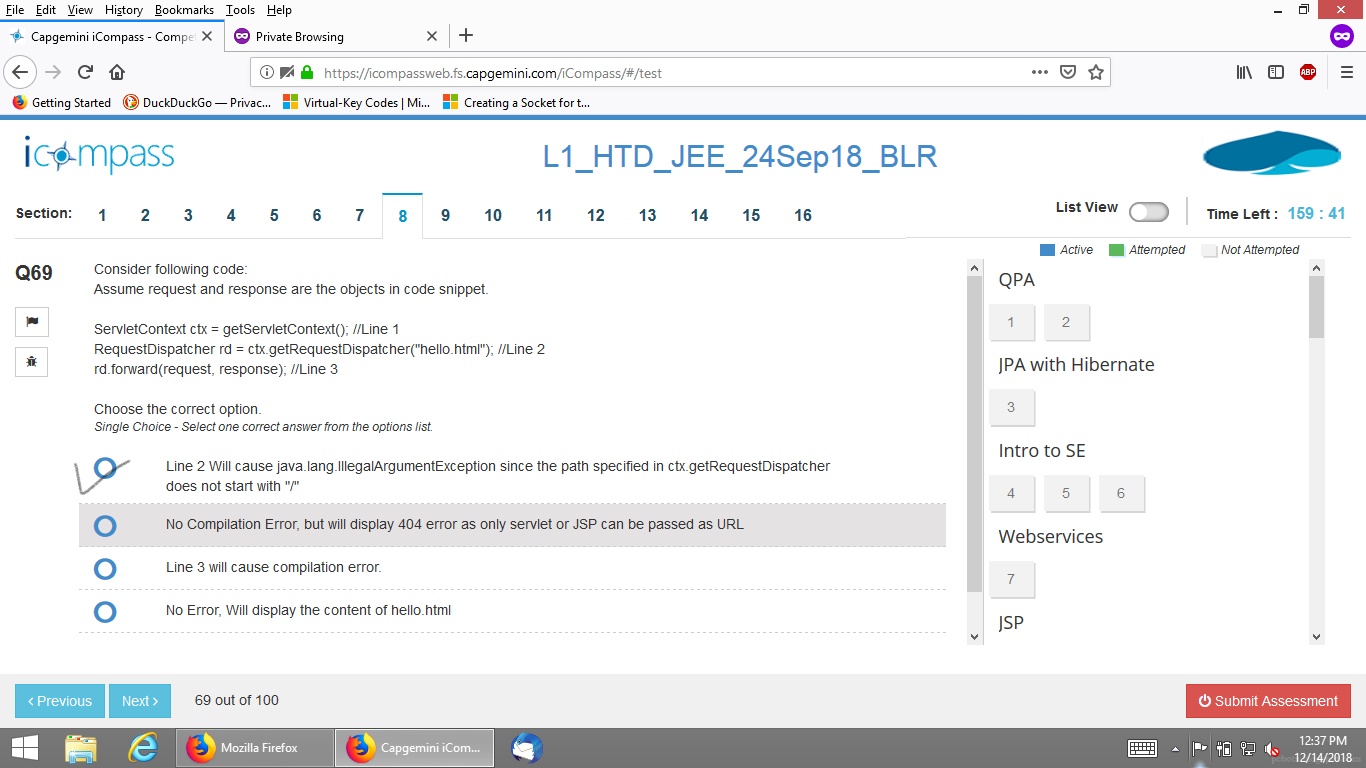 File Edit View History Bookmarks Tools Help
Capgemini iCompass - Compe
Private Browsing
https://icompassweb.fs.capgemini.com/iCompass/#/test
ABP
Getting Started DuckDuckGo — Privac... Virtual-Key Codes | Mi... Creating a Socket for t...
icompass
L1_HTD_JEE_24Sep18_BLR
Section: 1 2 3 4 5 6 7 8 9 10 11 12 13 14 15 16
List View
Time Left : 159 : 41
Active Attempted Not Attempted
Q69
Consider following code:
Assume request and response are the objects in code snippet.
ServletContext ctx = getServletContext(); //Line 1
RequestDispatcher rd = ctx.getRequestDispatcher("hello.html"); //Line 2
rd.forward(request, response); //Line 3
Choose the correct option.
Single Choice - Select one correct answer from the options list.
Line 2 Will cause java.lang.IllegalArgumentException since the path specified in ctx.getRequestDispatcher
does not start with "/"
No Compilation Error, but will display 404 error as only servlet or JSP can be passed as URL
Line 3 will cause compilation error.
No Error, Will display the content of hello.html
QPA
1 2
JPA with Hibernate
3
Intro to SE
4 5 6
Webservices
7
JSP
Previous Next 69 out of 100
Submit Assessment
Mozilla Firefox
Capgemini iCom...
12:37 PM
12/14/2018